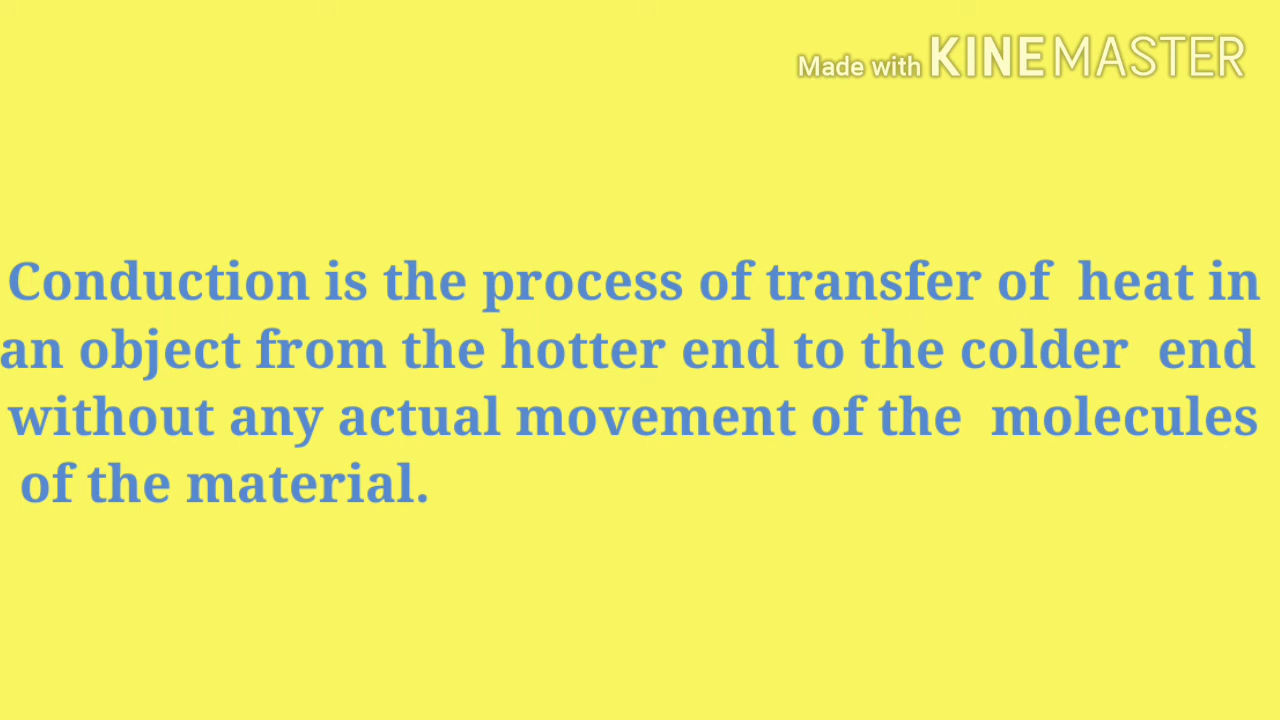 Made with KINEMASTER
Conduction is the process of transfer of heat in
an object from the hotter end to the colder end
without any actual movement of the molecules
of the material.